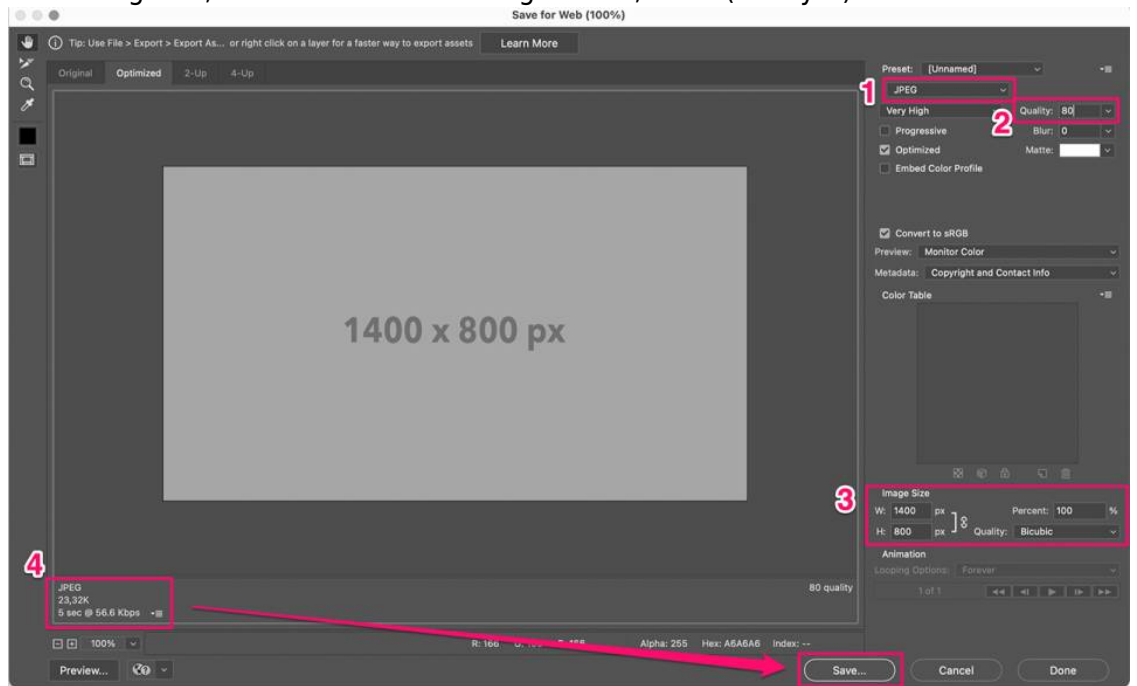 Save for Web (100%)
Tip: Use File > Export > Export As... or right click on a layer for a faster way to export assets
Learn More
Original Optimized 2-Up 4-Up
Preset: [Unnamed]
1
JPEG
Very High
2
Quality: 80
Progressive
Blur: 0
Optimized
Matte:
Embed Color Profile
Convert to sRGB
Preview: Monitor Color
Metadata: Copyright and Contact Info
Color Table
1400 x 800 px
3
Image Size
W: 1400 px
Percent: 100 %
H: 800 px
Quality: Bicubic
Animation
Looping Options: Forever
1 of 1
4
JPEG
23,32K
5 sec @ 56.6 Kbps
80 quality
100%
R: 166
Alpha: 255 Hex: A6A6A6 Index: --
Preview...
Save... Cancel Done